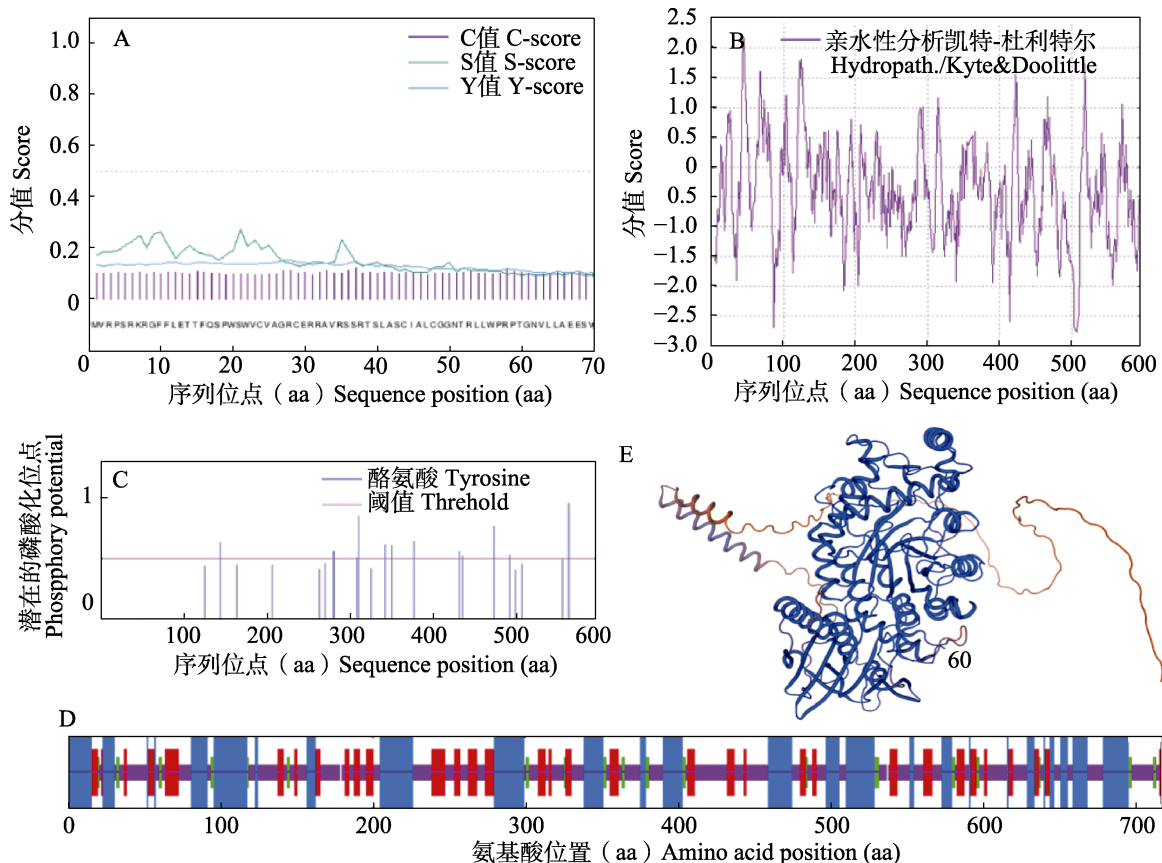 A
C值 C-score
S值 S-score
Y值 Y-score
1.0
0.8
0.6
0.4
0.2
0
分值 Score
MVRPSRKRGFFLETTFQSPWSWVCVAGRCERRAVRSSRTSLASCIALCGGNTRLLWPRPTGNVLLAEESW
0 10 20 30 40 50 60 70
序列位点（aa）Sequence position (aa)
B
亲水性分析凯特-杜利特尔
Hydropath./Kyte&Doolittle
2.5
2.0
1.5
1.0
0.5
0
0.5
−1.0
−1.5
−2.0
−2.5
−3.0
分值 Score
0 100 200 300 400 500 600
序列位点（aa）Sequence position (aa)
C
酪氨酸 Tyrosine
阈值 Threhold
1
0
潜在的磷酸化位点
Phosphory potential
100 200 300 400 500 600
序列位点（aa）Sequence position (aa)
E
60
D
0 100 200 300 400 500 600 700
氨基酸位置（aa）Amino acid position (aa)